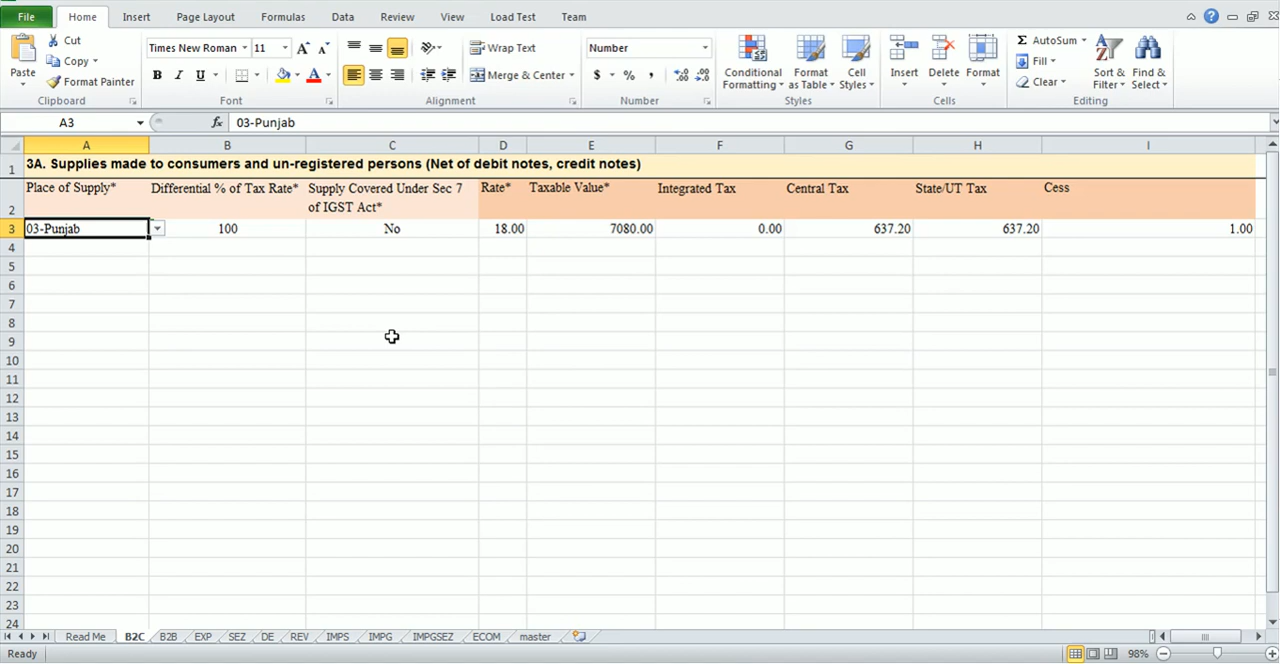 File Home Insert Page Layout Formulas Data Review View Load Test Team
Paste Cut Copy Format Painter Clipboard
Times New Roman 11 A A B I U A Font
Wrap Text Merge & Center Alignment
Number $ % , Number
Conditional Formatting Format as Table Cell Styles Styles
Insert Delete Format Cells
Σ AutoSum Fill Clear Sort & Filter Find & Select Editing
A3 fx 03-Punjab
A B C D E F G H I
1 3A. Supplies made to consumers and un-registered persons (Net of debit notes, credit notes)
2 Place of Supply* Differential % of Tax Rate* Supply Covered Under Sec 7 of IGST Act* Rate* Taxable Value* Integrated Tax Central Tax State/UT Tax Cess
3 03-Punjab 100 No 18.00 7080.00 0.00 637.20 637.20 1.00
4
5
6
7
8
9
10
11
12
13
14
15
16
17
18
19
20
21
22
23
24
Read Me B2C B2B EXP SEZ DE REV IMPS IMPG IMPGSEZ ECOM master
Ready 98%